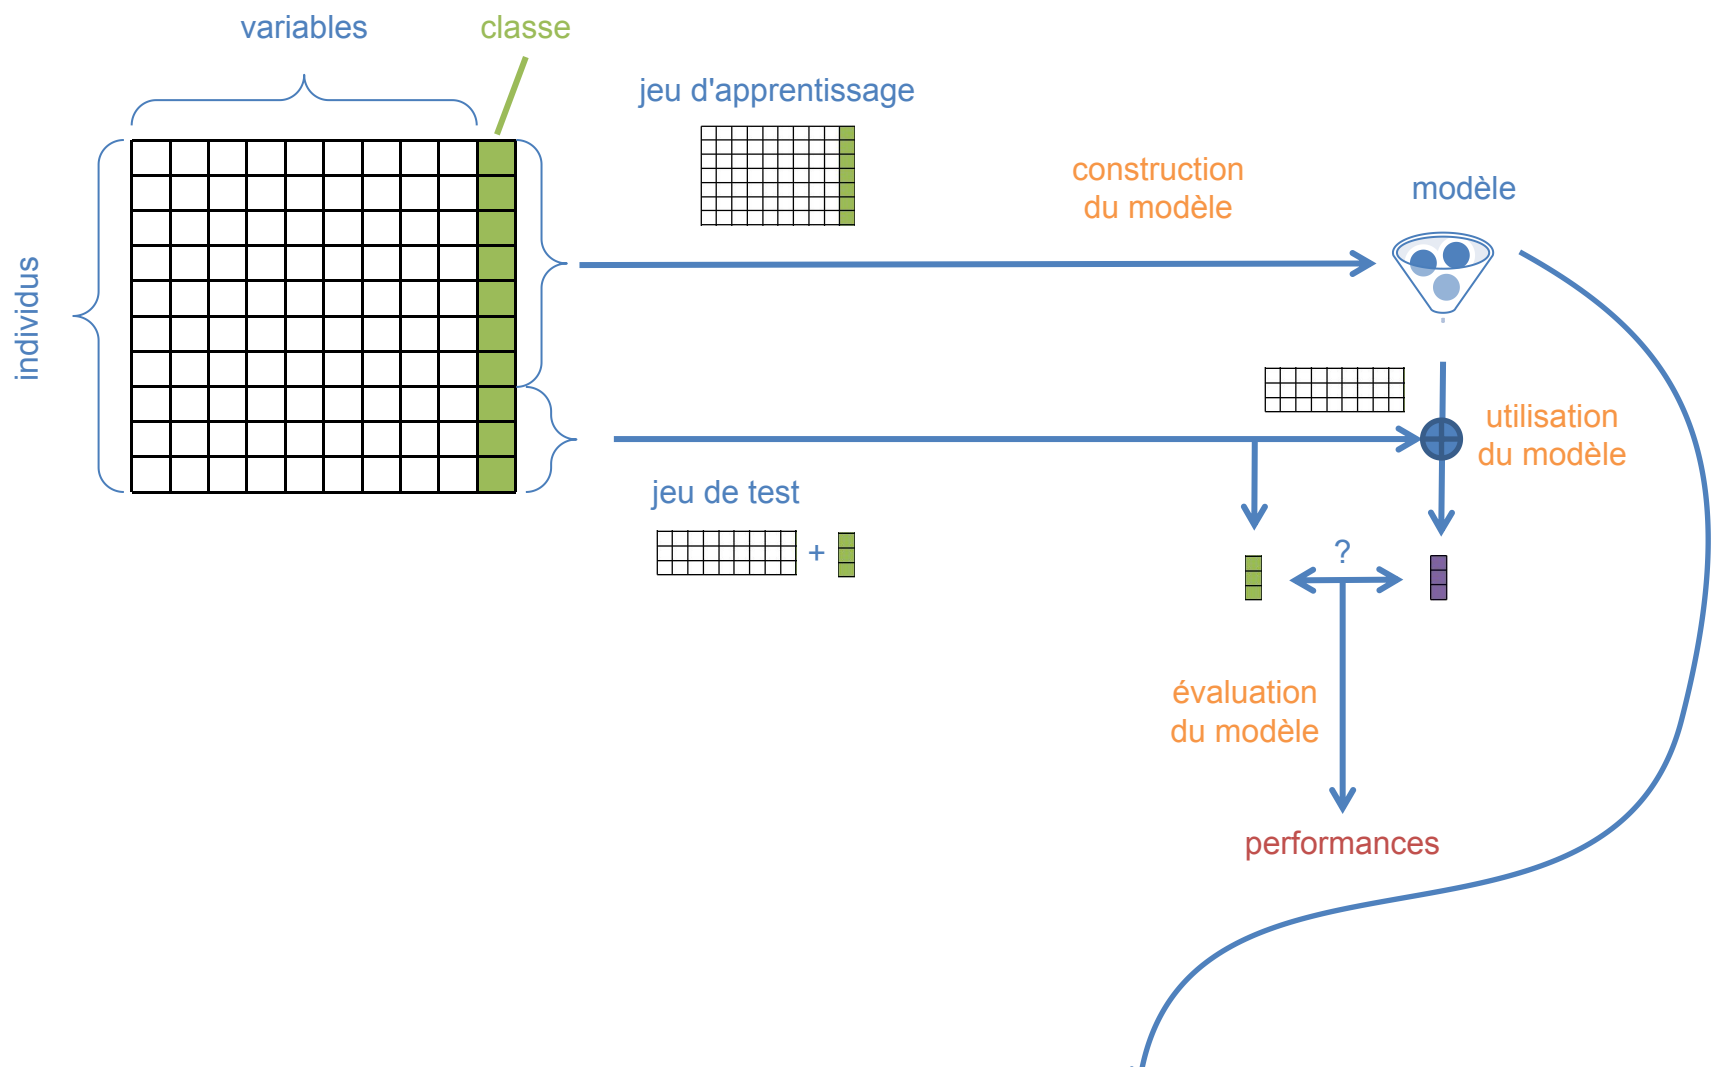 variables
classe
individus
jeu d'apprentissage
construction
du modèle
modèle
utilisation
du modèle
jeu de test
+
?
évaluation
du modèle
performances